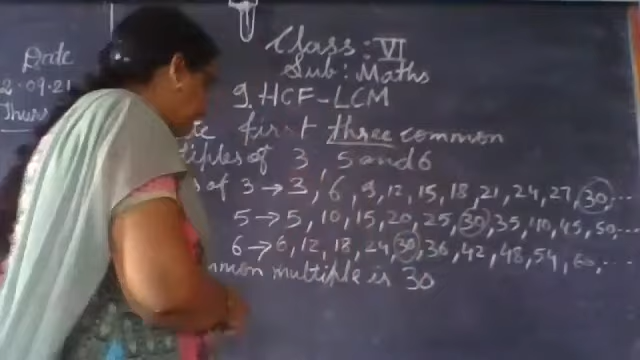 Date
2.09.21
Thurs
Class : VI
Sub : Maths
9. HCF-LCM
first three common
of 3, 5 and 6
of 3 → 3, 6, 9, 12, 15, 18, 21, 24, 27, 30, ...
5 → 5, 10, 15, 20, 25, 30, 35, 40, 45, 50, ...
6 → 6, 12, 18, 24, 30, 36, 42, 48, 54, 60, ...
multiple is 30